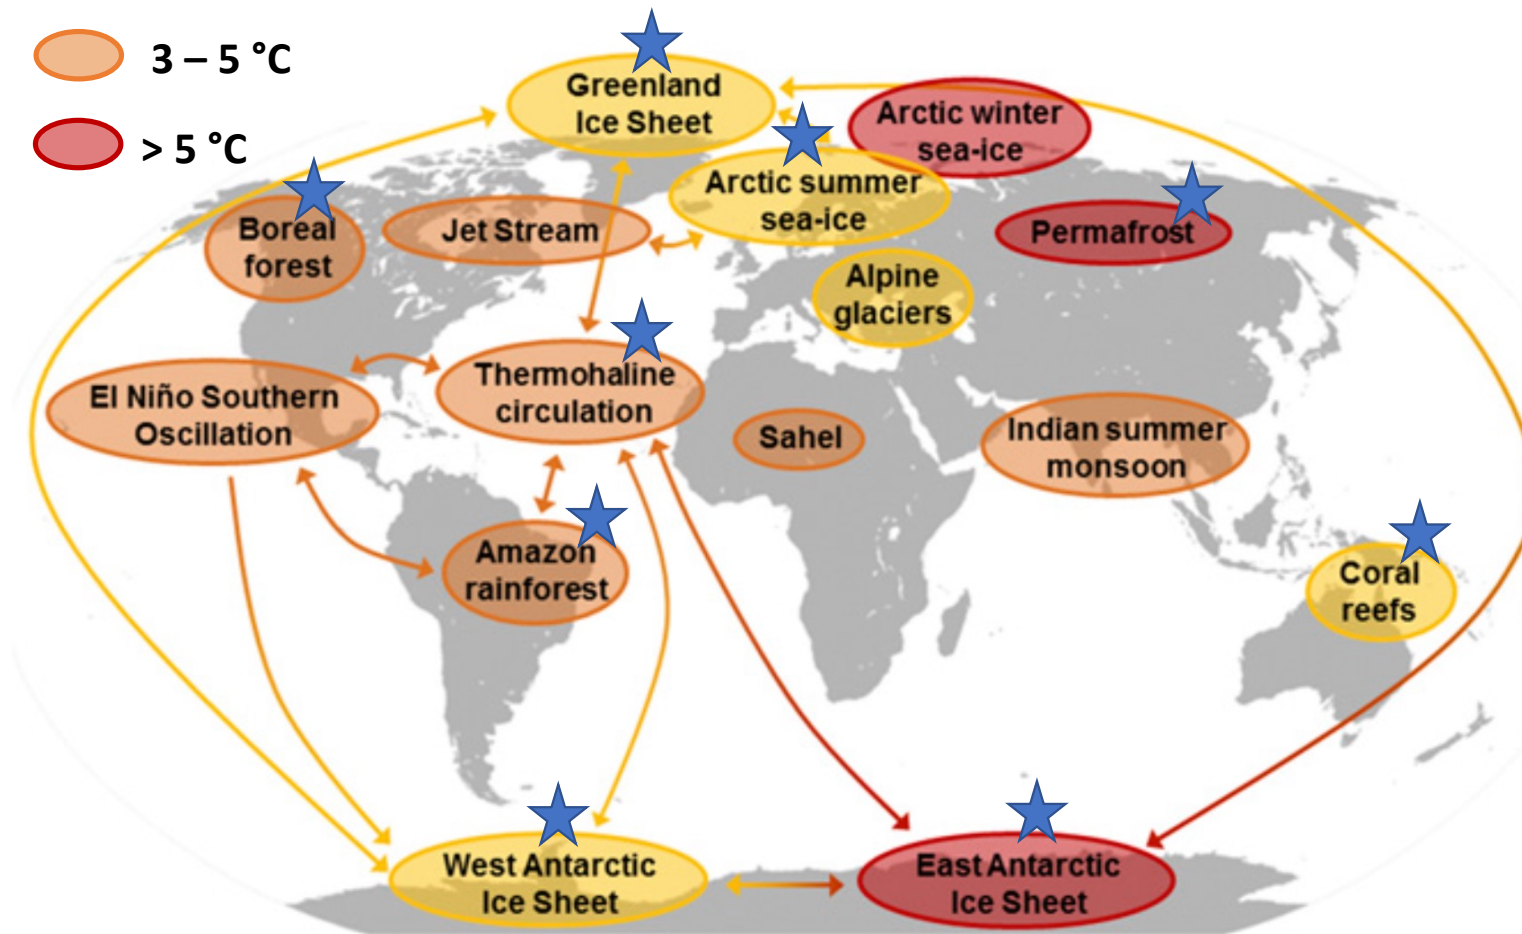 3 – 5 °C
> 5 °C
Greenland
Ice Sheet
Arctic winter
sea-ice
Arctic summer
sea-ice
Boreal
forest
Jet Stream
Permafrost
Alpine
glaciers
El Niño Southern
Oscillation
Thermohaline
circulation
Sahel
Indian summer
monsoon
Amazon
rainforest
Coral
reefs
West Antarctic
Ice Sheet
East Antarctic
Ice Sheet